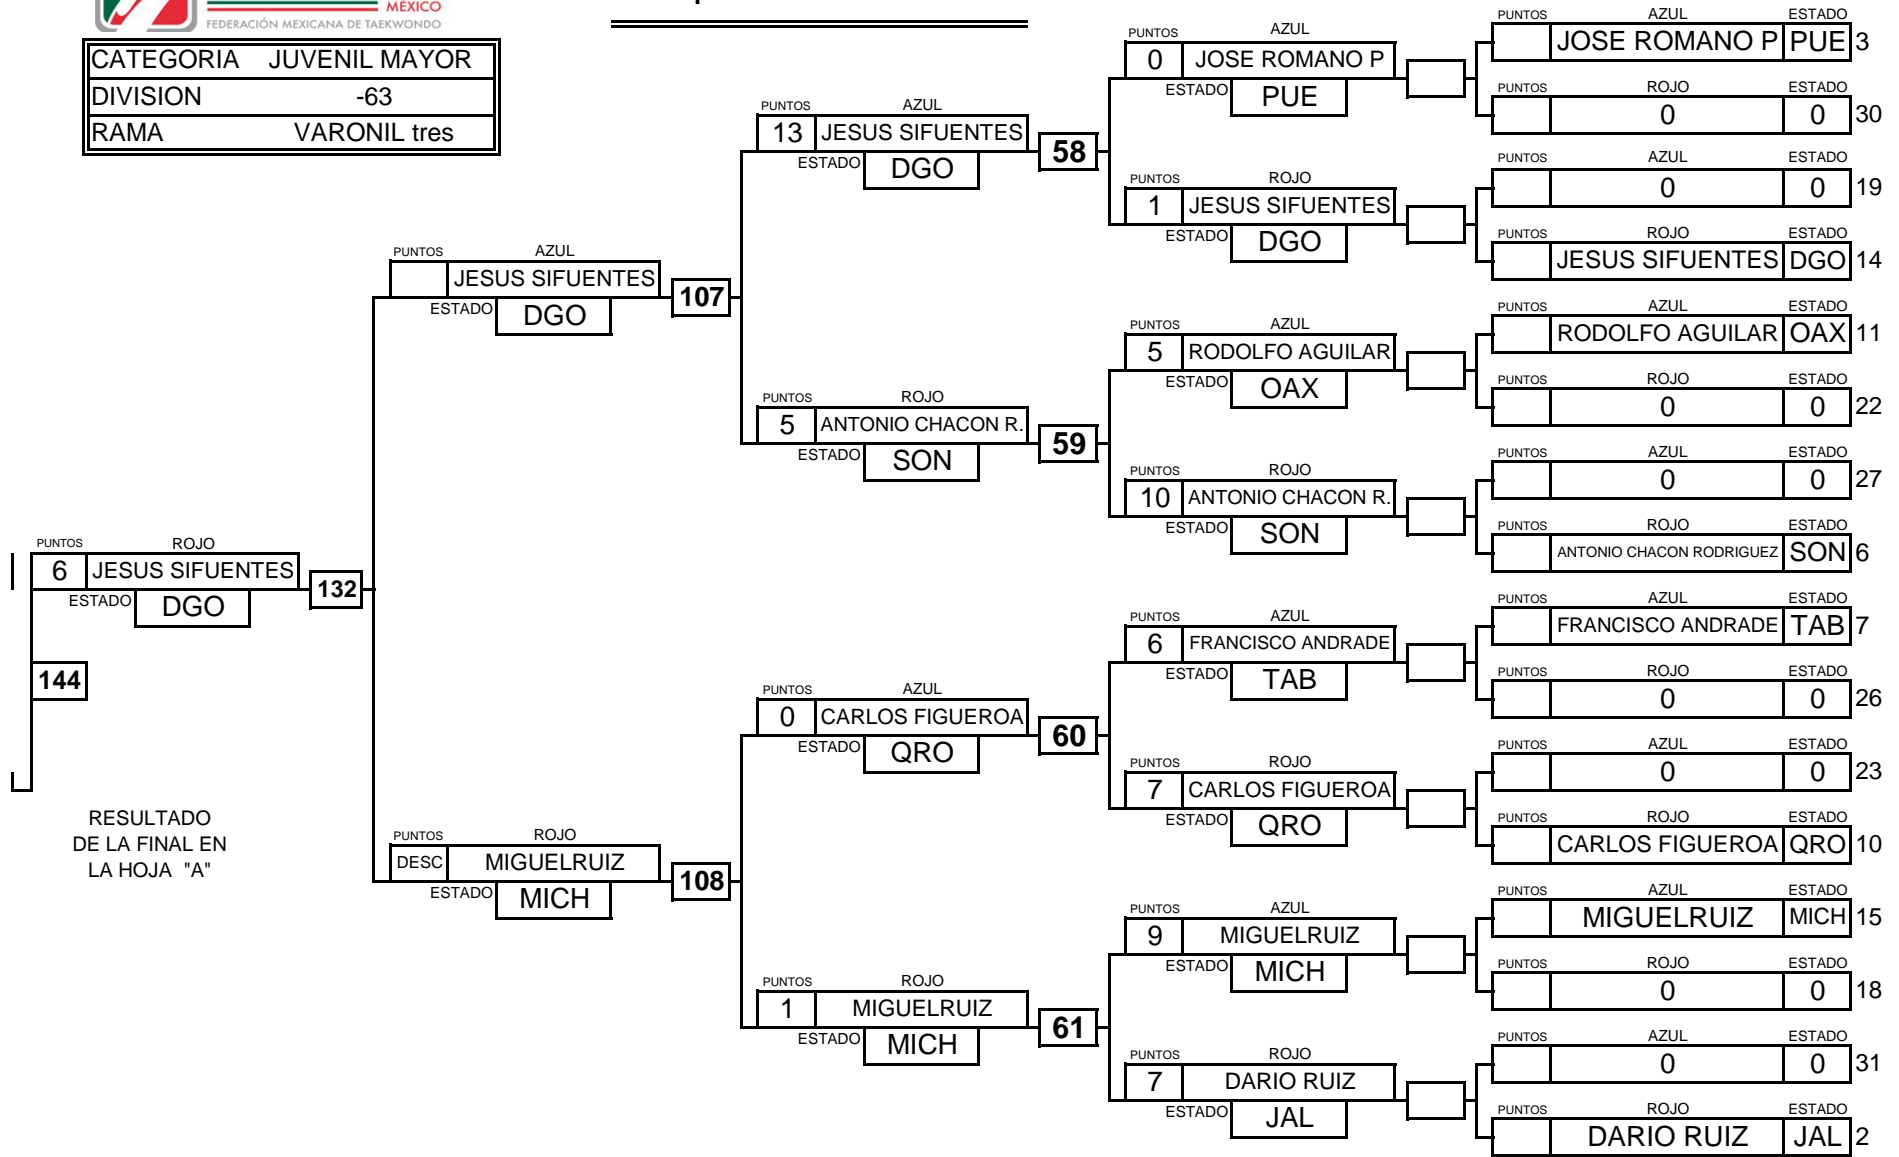 MÉXICO
FEDERACIÓN MEXICANA DE TAEKWONDO
CATEGORIA JUVENIL MAYOR
DIVISION -63
RAMA VARONIL tres
PUNTOS ROJO
6 JESUS SIFUENTES
ESTADO DGO
132
144
RESULTADO
DE LA FINAL EN
LA HOJA "A"
PUNTOS AZUL
JESUS SIFUENTES
ESTADO DGO
107
PUNTOS ROJO
DESC MIGUELRUIZ
ESTADO MICH
108
PUNTOS AZUL
13 JESUS SIFUENTES
ESTADO DGO
58
PUNTOS ROJO
5 ANTONIO CHACON R.
ESTADO SON
59
PUNTOS AZUL
0 CARLOS FIGUEROA
ESTADO QRO
60
PUNTOS ROJO
1 MIGUELRUIZ
ESTADO MICH
61
PUNTOS AZUL
0 JOSE ROMANO P
ESTADO PUE
PUNTOS ROJO
1 JESUS SIFUENTES
ESTADO DGO
PUNTOS AZUL
5 RODOLFO AGUILAR
ESTADO OAX
PUNTOS ROJO
10 ANTONIO CHACON R.
ESTADO SON
PUNTOS AZUL
6 FRANCISCO ANDRADE
ESTADO TAB
PUNTOS ROJO
7 CARLOS FIGUEROA
ESTADO QRO
PUNTOS AZUL
9 MIGUELRUIZ
ESTADO MICH
PUNTOS ROJO
7 DARIO RUIZ
ESTADO JAL
PUNTOS AZUL ESTADO
JOSE ROMANO P PUE 3
PUNTOS ROJO ESTADO
0 0 30
PUNTOS AZUL ESTADO
0 0 19
PUNTOS ROJO ESTADO
JESUS SIFUENTES DGO 14
PUNTOS AZUL ESTADO
RODOLFO AGUILAR OAX 11
PUNTOS ROJO ESTADO
0 0 22
PUNTOS AZUL ESTADO
0 0 27
PUNTOS ROJO ESTADO
ANTONIO CHACON RODRIGUEZ SON 6
PUNTOS AZUL ESTADO
FRANCISCO ANDRADE TAB 7
PUNTOS ROJO ESTADO
0 0 26
PUNTOS AZUL ESTADO
0 0 23
PUNTOS ROJO ESTADO
CARLOS FIGUEROA QRO 10
PUNTOS AZUL ESTADO
MIGUELRUIZ MICH 15
PUNTOS ROJO ESTADO
0 0 18
PUNTOS AZUL ESTADO
0 0 31
PUNTOS ROJO ESTADO
DARIO RUIZ JAL 2